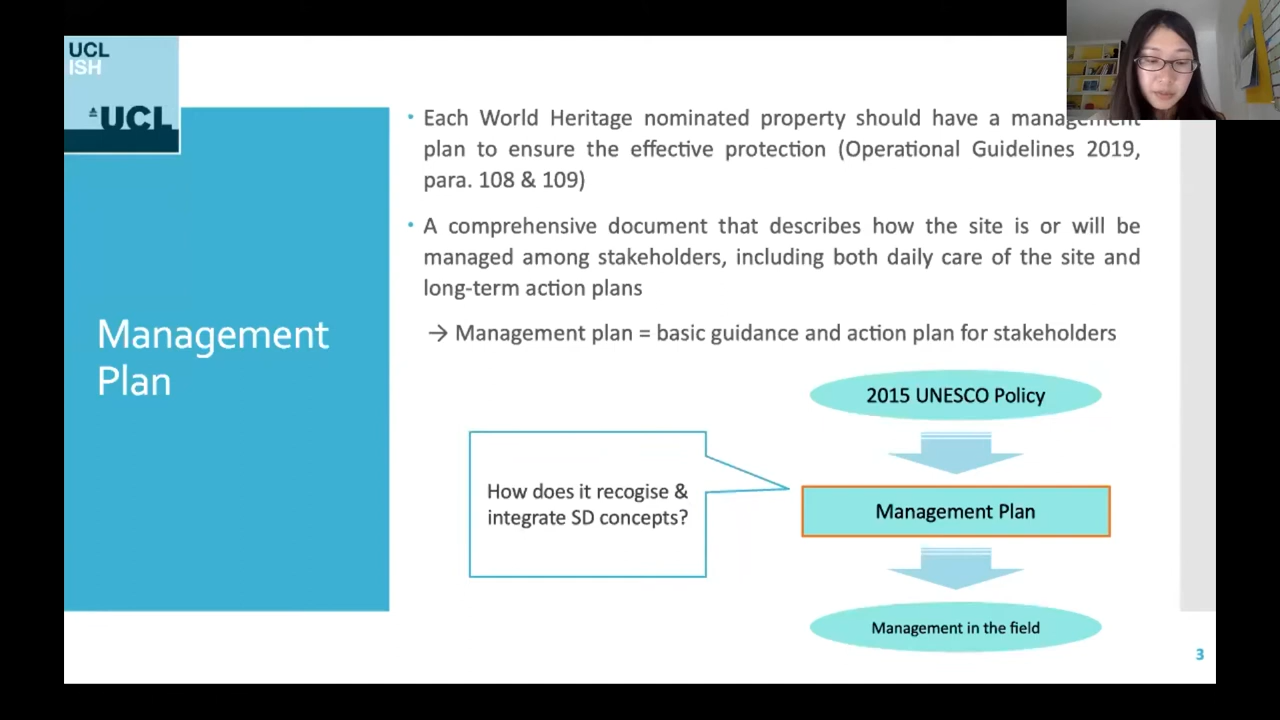 UCL
ISH
UCL
Management
Plan
• Each World Heritage nominated property should have a management
plan to ensure the effective protection (Operational Guidelines 2019,
para. 108 & 109)
• A comprehensive document that describes how the site is or will be
managed among stakeholders, including both daily care of the site and
long-term action plans
→ Management plan = basic guidance and action plan for stakeholders
2015 UNESCO Policy
How does it recogise &
integrate SD concepts?
Management Plan
Management in the field
3